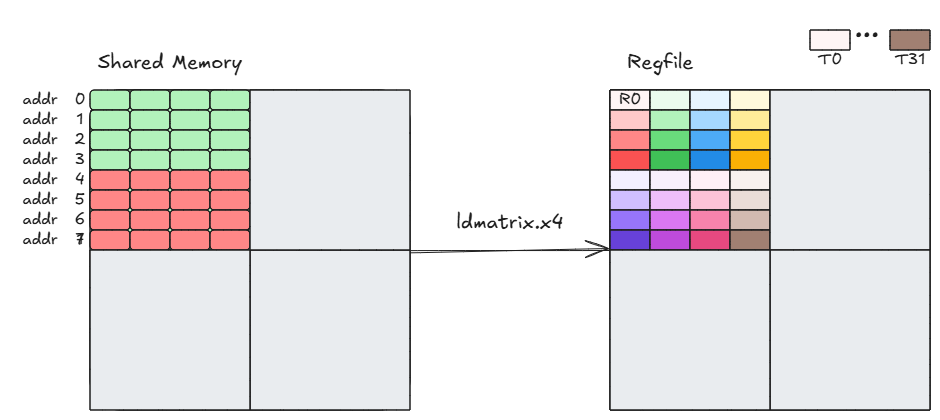 Shared Memory
Regfile
T0 ••• T31
addr 0
addr 1
addr 2
addr 3
addr 4
addr 5
addr 6
addr 7
R0
ldmatrix.x4